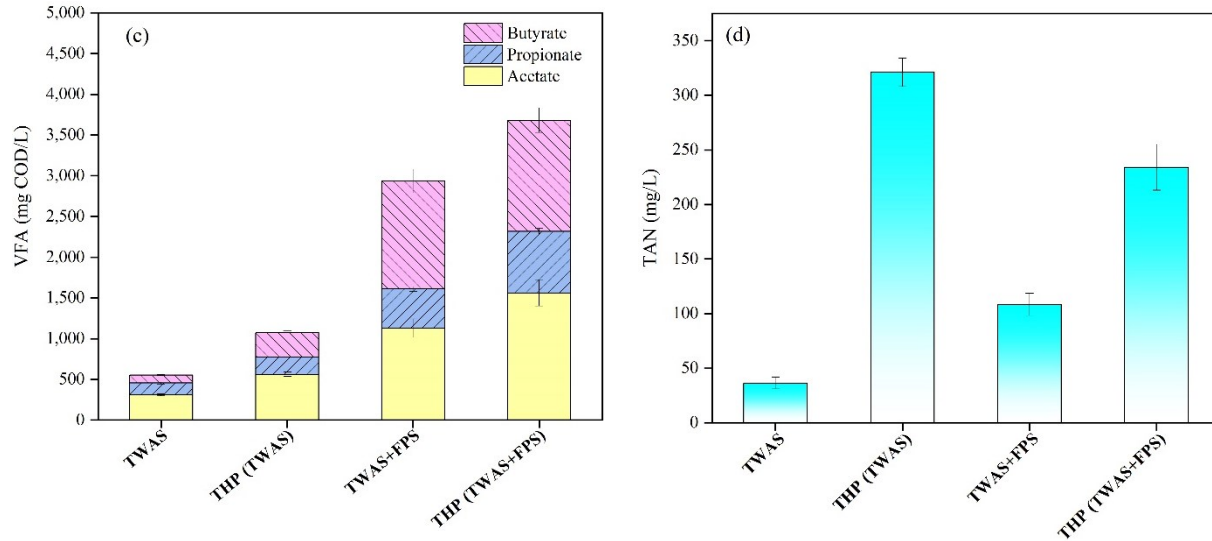 (c)
Butyrate
Propionate
Acetate
VFA (mg COD/L)
5,000
4,500
4,000
3,500
3,000
2,500
2,000
1,500
1,000
500
0
TWAS
THP (TWAS)
TWAS+FPS
THP (TWAS+FPS)
(d)
TAN (mg/L)
350
300
250
200
150
100
50
0
TWAS
THP (TWAS)
TWAS+FPS
THP (TWAS+FPS)